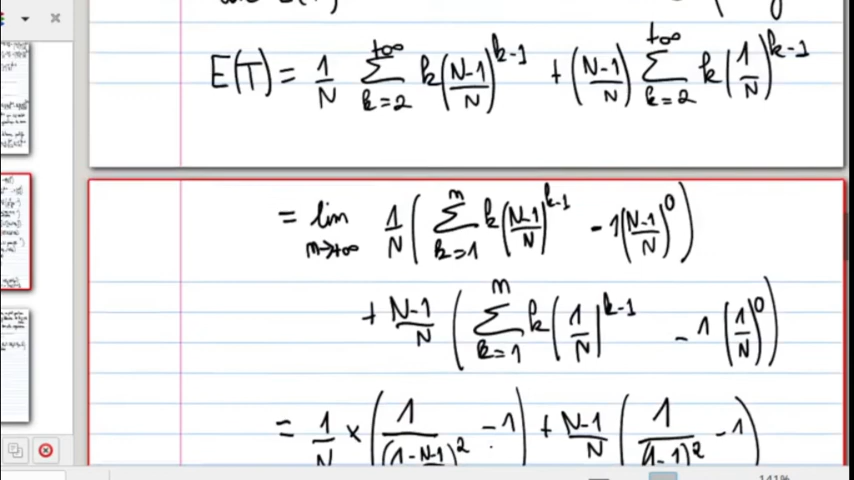 E(T) = 1/N ∑_{k=2}^{+∞} k((N-1)/N)^{k-1} + ((N-1)/N) ∑_{k=2}^{+∞} k(1/N)^{k-1}
= lim_{m→+∞} 1/N ( ∑_{k=1}^{m} k((N-1)/N)^{k-1} - 1((N-1)/N)^0 )
+ (N-1)/N ( ∑_{k=1}^{m} k(1/N)^{k-1} - 1(1/N)^0 )
= 1/N × ( 1/(1-N-1)^2 - 1 ) + (N-1)/N ( 1/(1-1)^2 - 1 )
141%